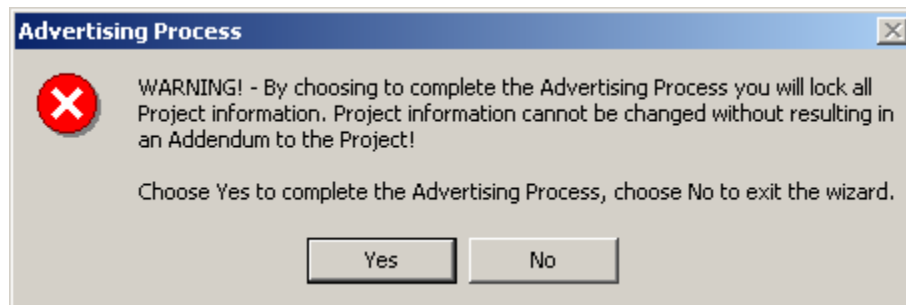 Advertising Process
WARNING! - By choosing to complete the Advertising Process you will lock all
Project information. Project information cannot be changed without resulting in
an Addendum to the Project!
Choose Yes to complete the Advertising Process, choose No to exit the wizard.
Yes
No